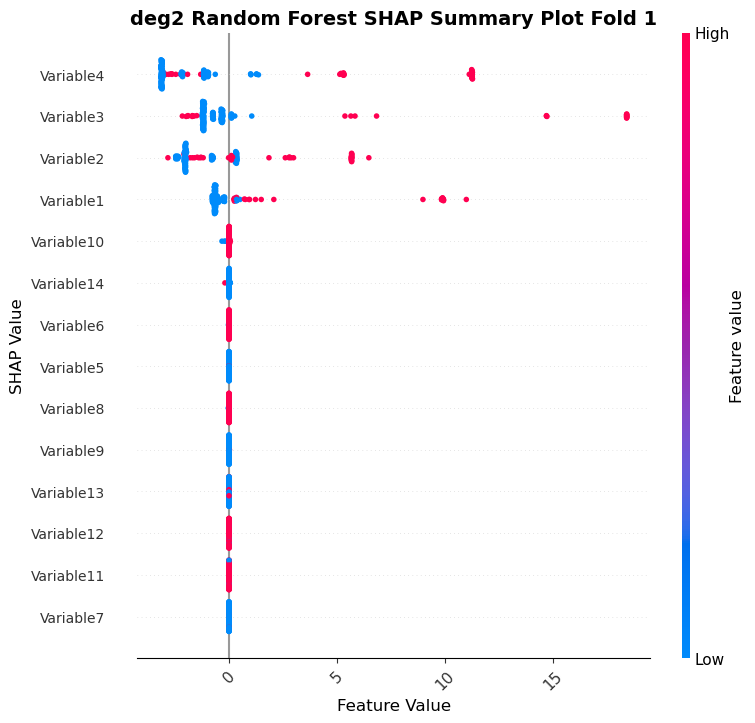 deg2 Random Forest SHAP Summary Plot Fold 1
High
Variable4
Variable3
Variable2
Variable1
Variable10
Variable14
Variable6
Variable5
Variable8
Variable9
Variable13
Variable12
Variable11
Variable7
SHAP Value
Feature value
Low
0
5
10
15
Feature Value